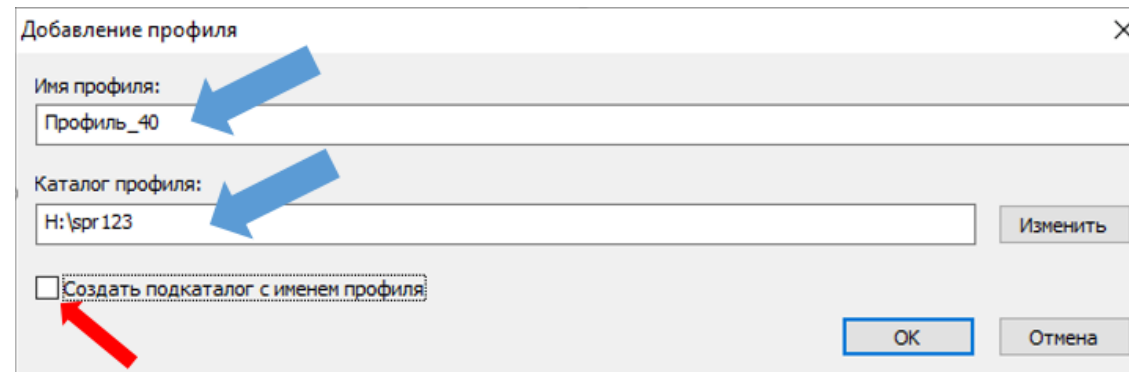 Добавление профиля
Имя профиля:
Профиль_40
Каталог профиля:
H:\spr123
Изменить
Создать подкаталог с именем профиля
OK
Отмена